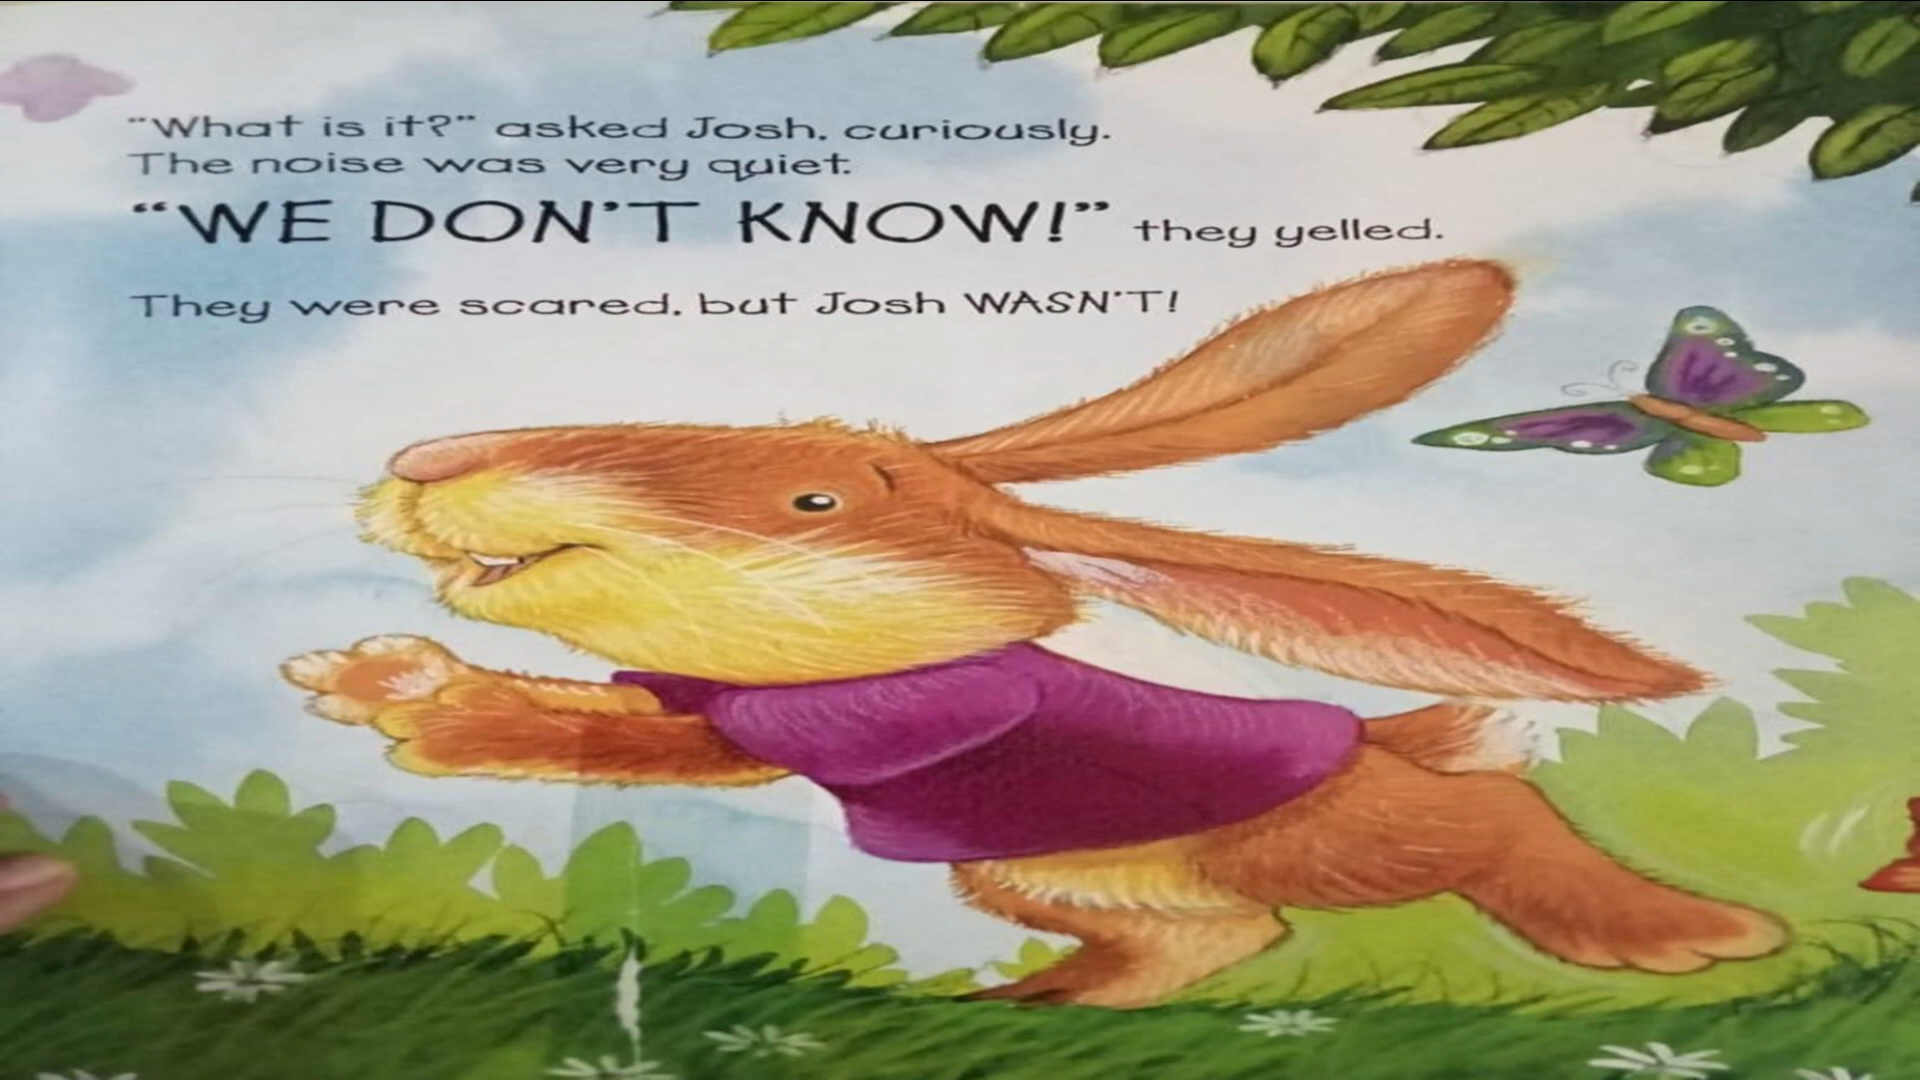 "What is it?" asked Josh, curiously.
The noise was very quiet.
"WE DON'T KNOW!" they yelled.
They were scared, but Josh WASN'T!